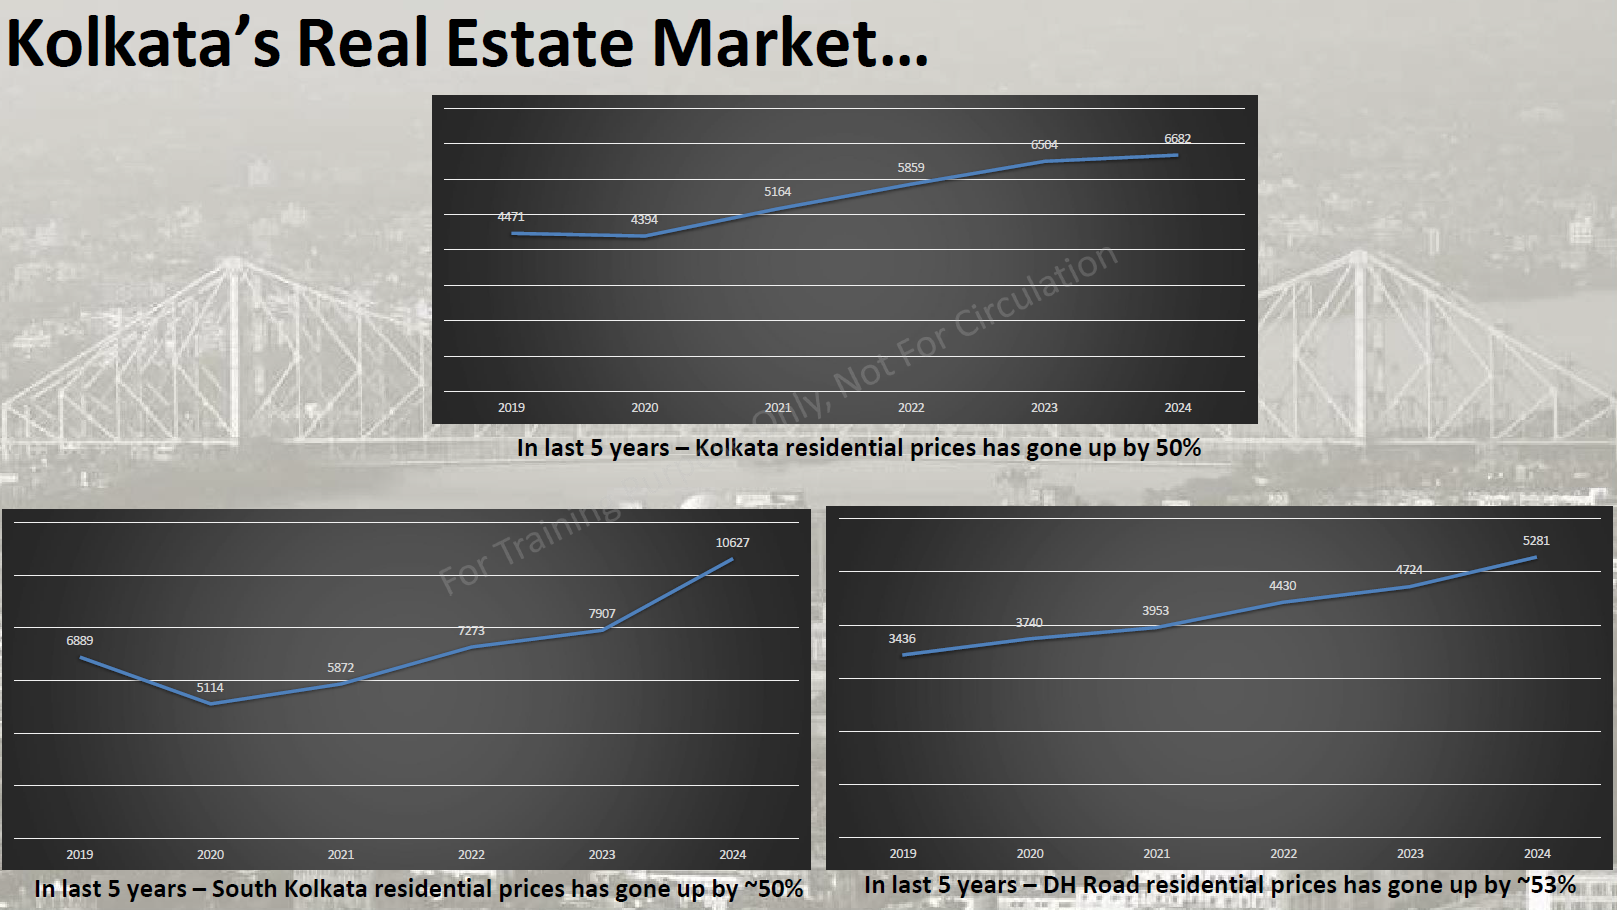 Kolkata’s Real Estate Market...
4471
4394
5164
5859
6504
6682
2019 2020 2021 2022 2023 2024
Only, Not For Circulation
In last 5 years – Kolkata residential prices has gone up by 50%
For Training
6889
5114
5872
7273
7907
10627
2019 2020 2021 2022 2023 2024
In last 5 years – South Kolkata residential prices has gone up by ~50%
3436
3740
3953
4430
4724
5281
2019 2020 2021 2022 2023 2024
In last 5 years – DH Road residential prices has gone up by ~53%